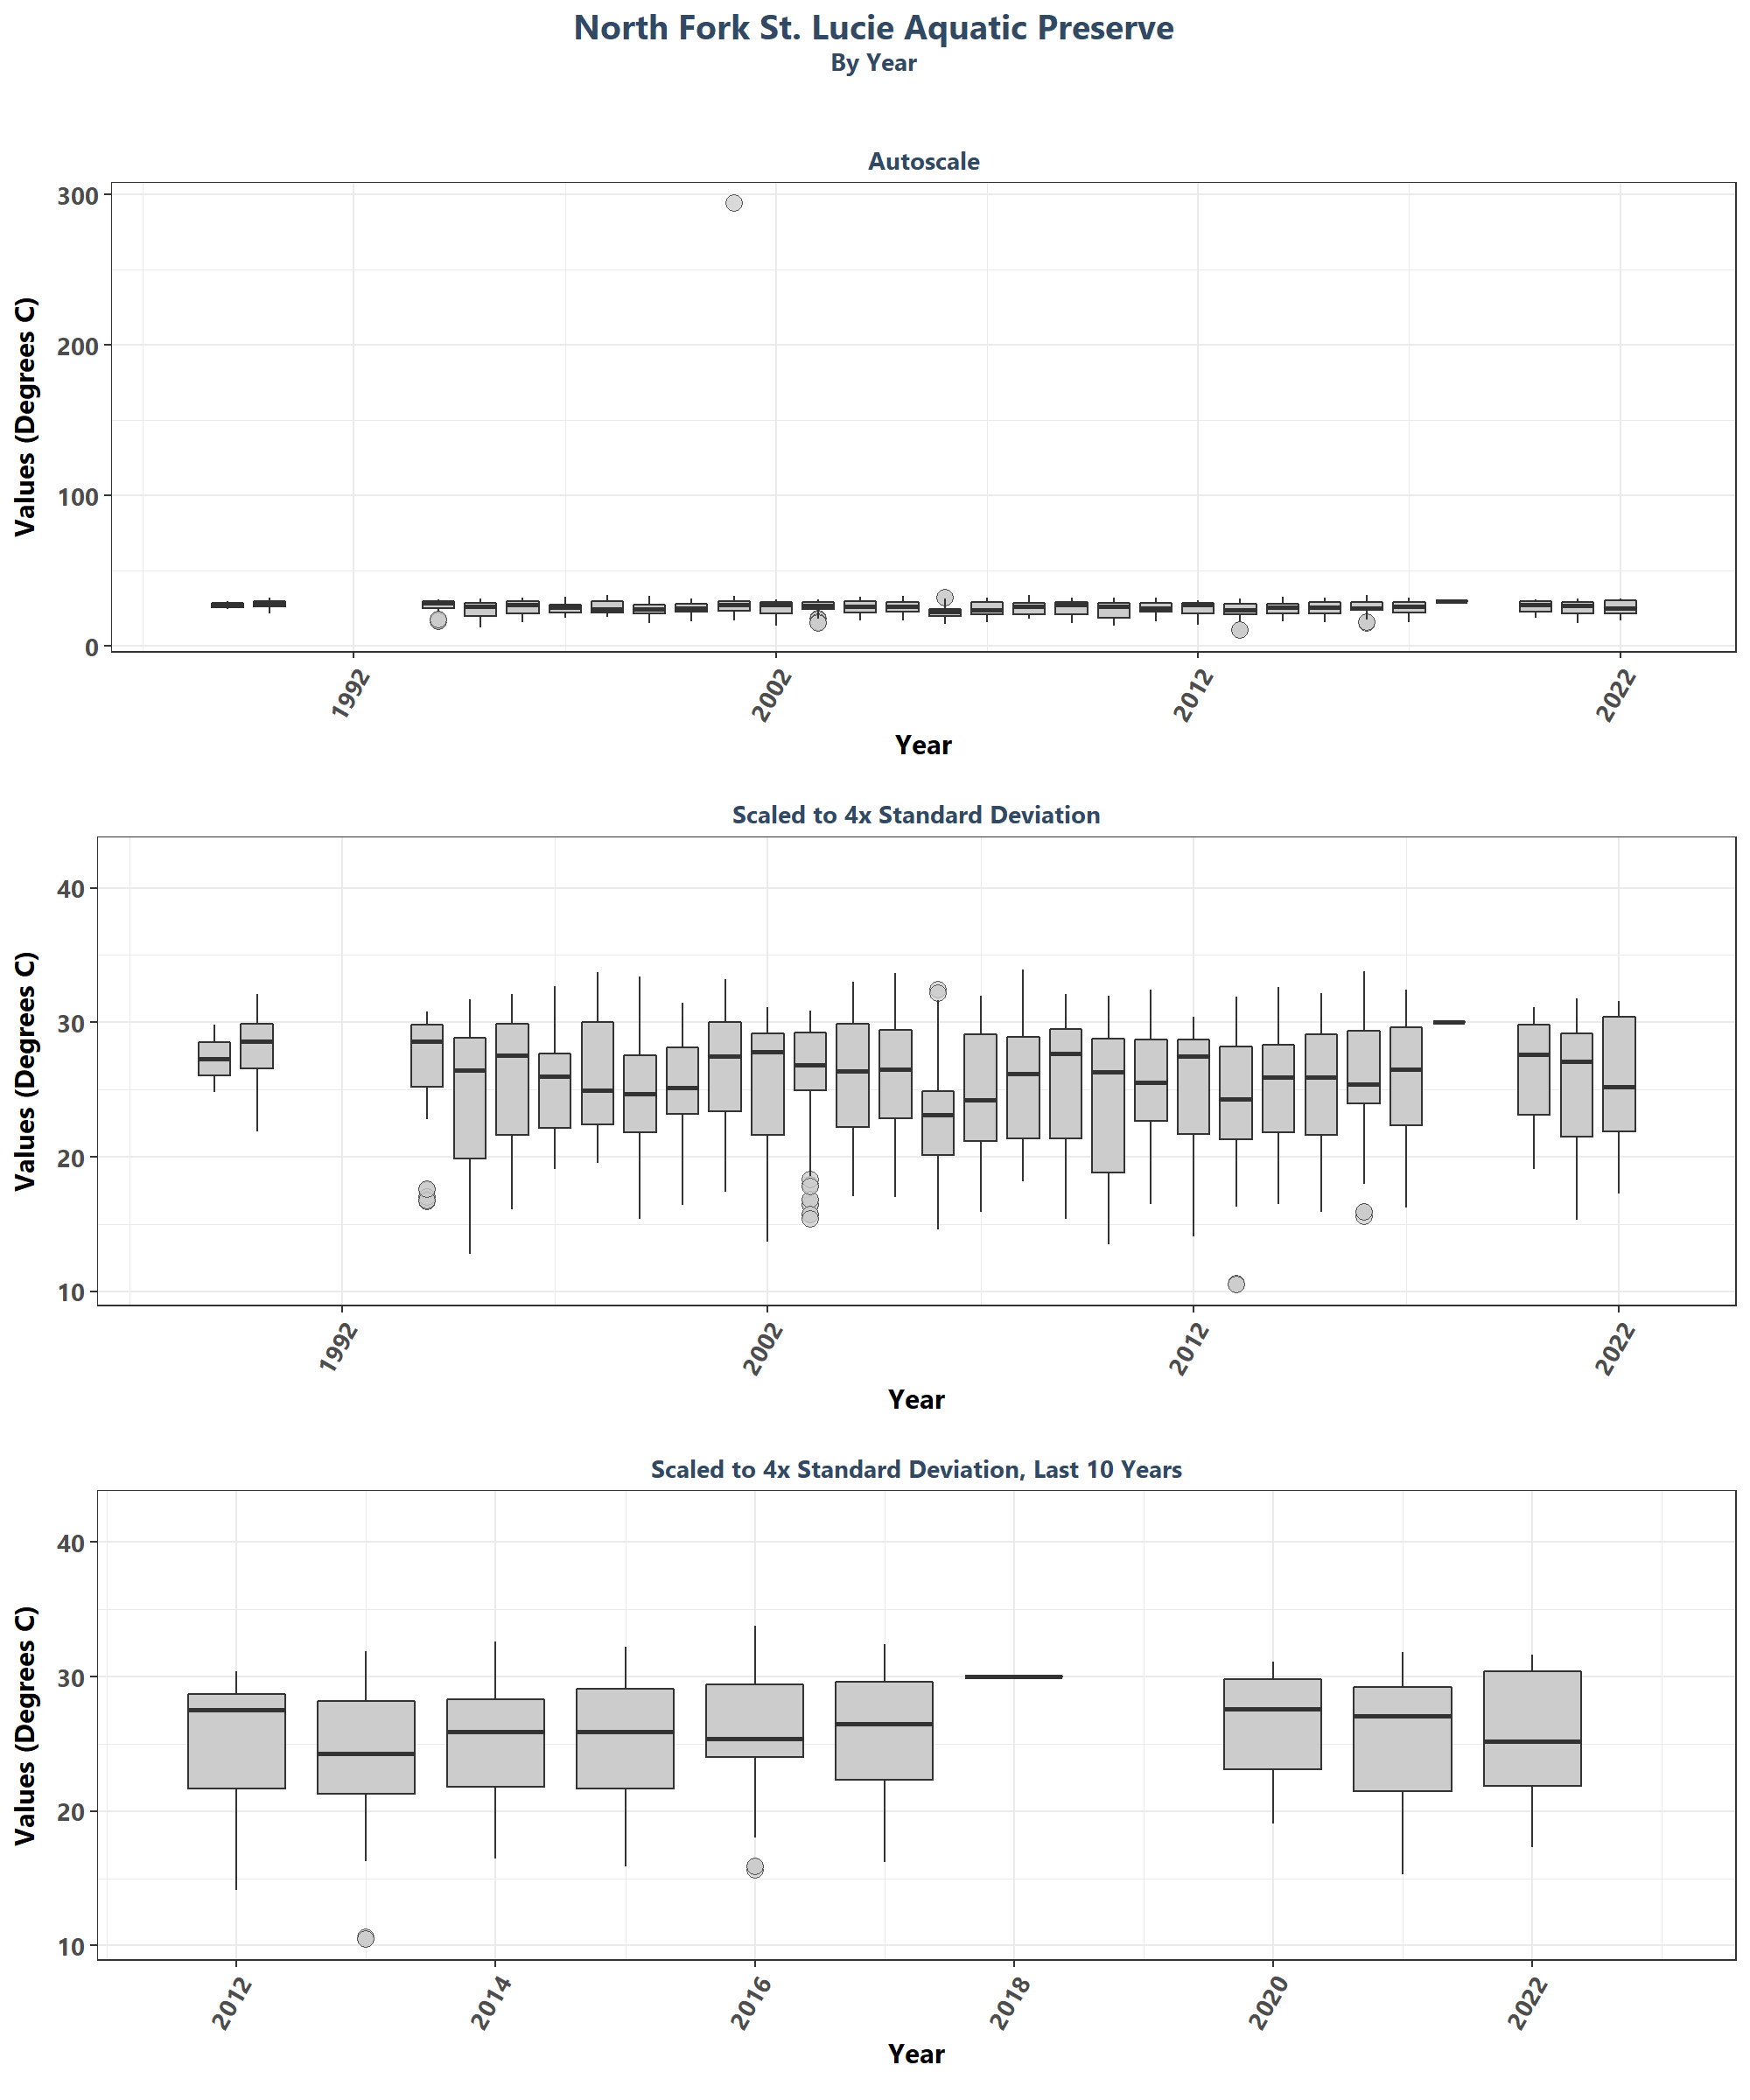 North Fork St. Lucie Aquatic Preserve
By Year
Autoscale
300
200
100
0
Values (Degrees C)
1992
2002
2012
2022
Year
Scaled to 4x Standard Deviation
40
30
20
10
Values (Degrees C)
1992
2002
2012
2022
Year
Scaled to 4x Standard Deviation, Last 10 Years
40
30
20
10
Values (Degrees C)
2012
2014
2016
2018
2020
2022
Year